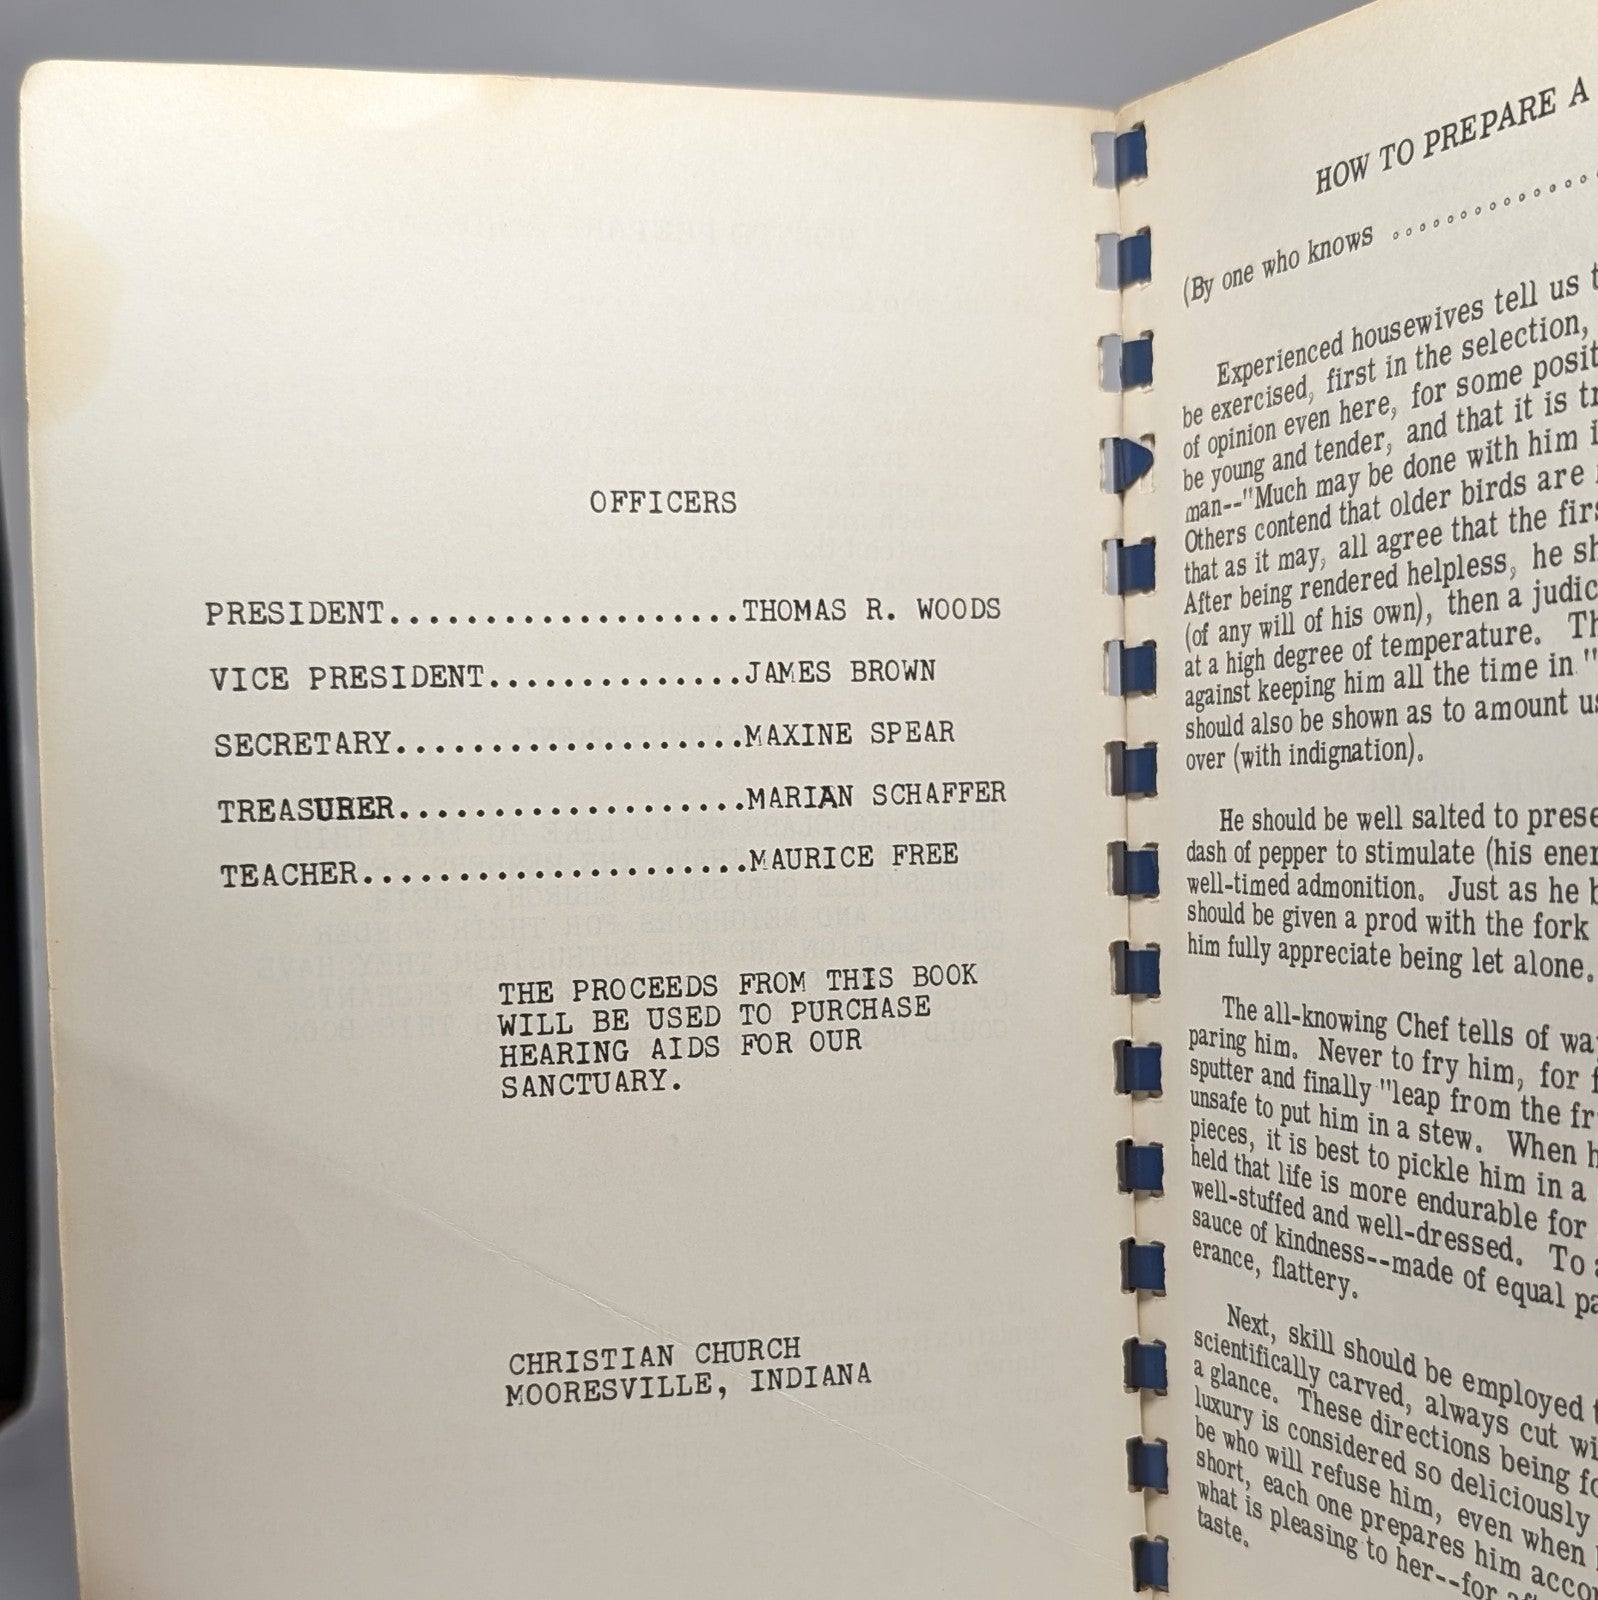 OFFICERS
PRESIDENT...................THOMAS R. WOODS
VICE PRESIDENT..............JAMES BROWN
SECRETARY...................MAXINE SPEAR
TREASURER...................MARIAN SCHAFFER
TEACHER.....................MAURICE FREE
THE PROCEEDS FROM THIS BOOK
WILL BE USED TO PURCHASE
HEARING AIDS FOR OUR
SANCTUARY.
CHRISTIAN CHURCH
MOORESVILLE, INDIANA
HOW TO PREPARE A
(By one who knows ...............
Experienced housewives tell us
be exercised, first in the selection,
of opinion even here, for some
be young and tender, and that it is
man--"Much may be done with him
Others contend that older birds are
that as it may, all agree that the
After being rendered helpless, he
(of any will of his own), then a
at a high degree of temperature.
against keeping him all the time in "
should also be shown as to amount
over (with indignation).
He should be well salted to
dash of pepper to stimulate (his
well-timed admonition. Just as he
should be given a prod with the fork
him fully appreciate being let alone.
The all-knowing Chef tells of
paring him. Never to fry him, for
sputter and finally "leap from the
unsafe to put him in a stew. When
pieces, it is best to pickle him in a
held that life is more endurable for
well-stuffed and well-dressed. To
sauce of kindness--made of equal
erance, flattery.
Next, skill should be employed
scientifically carved, always cut
a glance. These directions being
luxury is considered so deliciously
be who will refuse him, even when
short, each one prepares him
what is pleasing to her--for
taste.